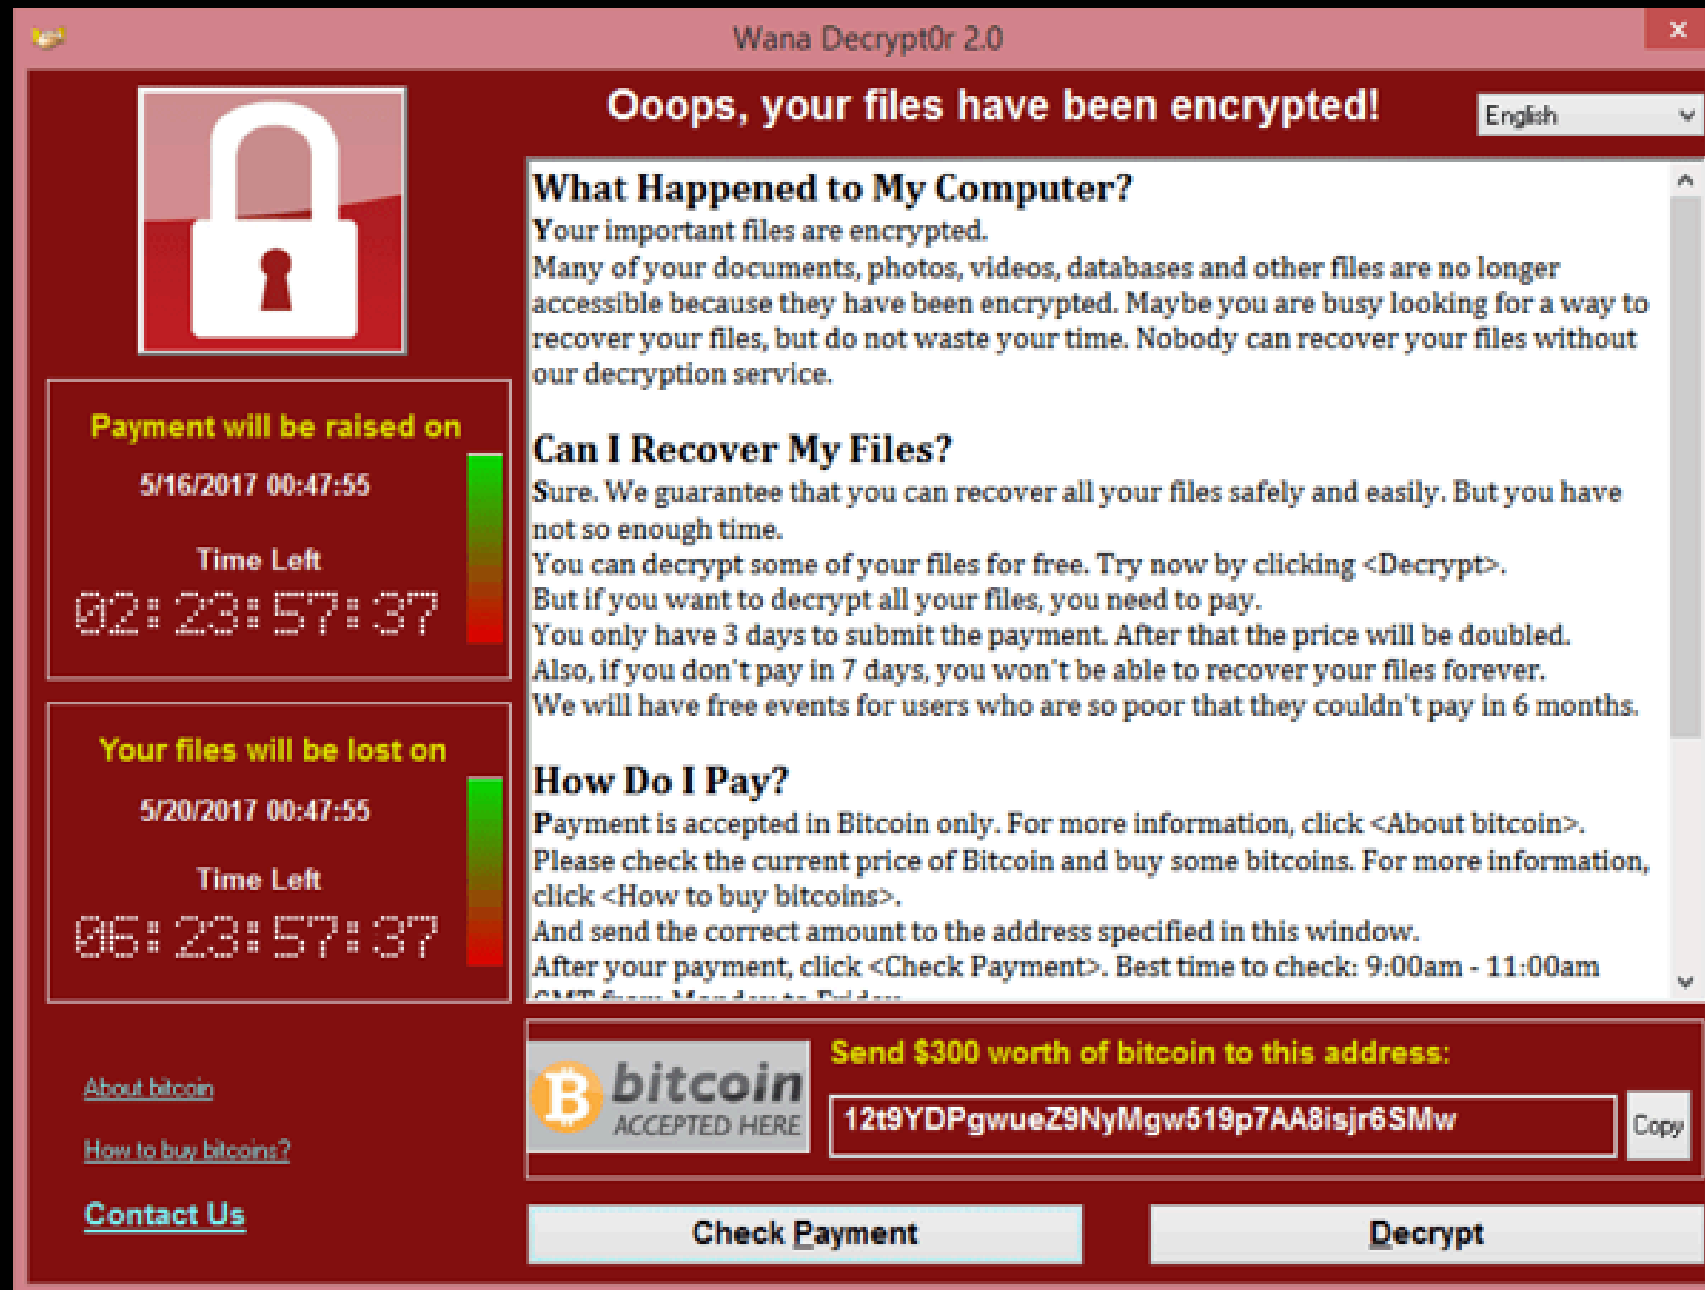 Wana Decrypt0r 2.0
x
Ooops, your files have been encrypted!
English
What Happened to My Computer?
Your important files are encrypted.
Many of your documents, photos, videos, databases and other files are no longer
accessible because they have been encrypted. Maybe you are busy looking for a way to
recover your files, but do not waste your time. Nobody can recover your files without
our decryption service.
Can I Recover My Files?
Sure. We guarantee that you can recover all your files safely and easily. But you have
not so enough time.
You can decrypt some of your files for free. Try now by clicking <Decrypt>.
But if you want to decrypt all your files, you need to pay.
You only have 3 days to submit the payment. After that the price will be doubled.
Also, if you don't pay in 7 days, you won't be able to recover your files forever.
We will have free events for users who are so poor that they couldn't pay in 6 months.
How Do I Pay?
Payment is accepted in Bitcoin only. For more information, click <About bitcoin>.
Please check the current price of Bitcoin and buy some bitcoins. For more information,
click <How to buy bitcoins>.
And send the correct amount to the address specified in this window.
After your payment, click <Check Payment>. Best time to check: 9:00am - 11:00am
GMT from Monday to Friday
Payment will be raised on
5/16/2017 00:47:55
Time Left
02:23:57:37
Your files will be lost on
5/20/2017 00:47:55
Time Left
06:23:57:37
About bitcoin
How to buy bitcoins?
Contact Us
B bitcoin
ACCEPTED HERE
Send $300 worth of bitcoin to this address:
12t9YDPgwueZ9NyMgw519p7AA8isjr6SMw
Copy
Check Payment
Decrypt